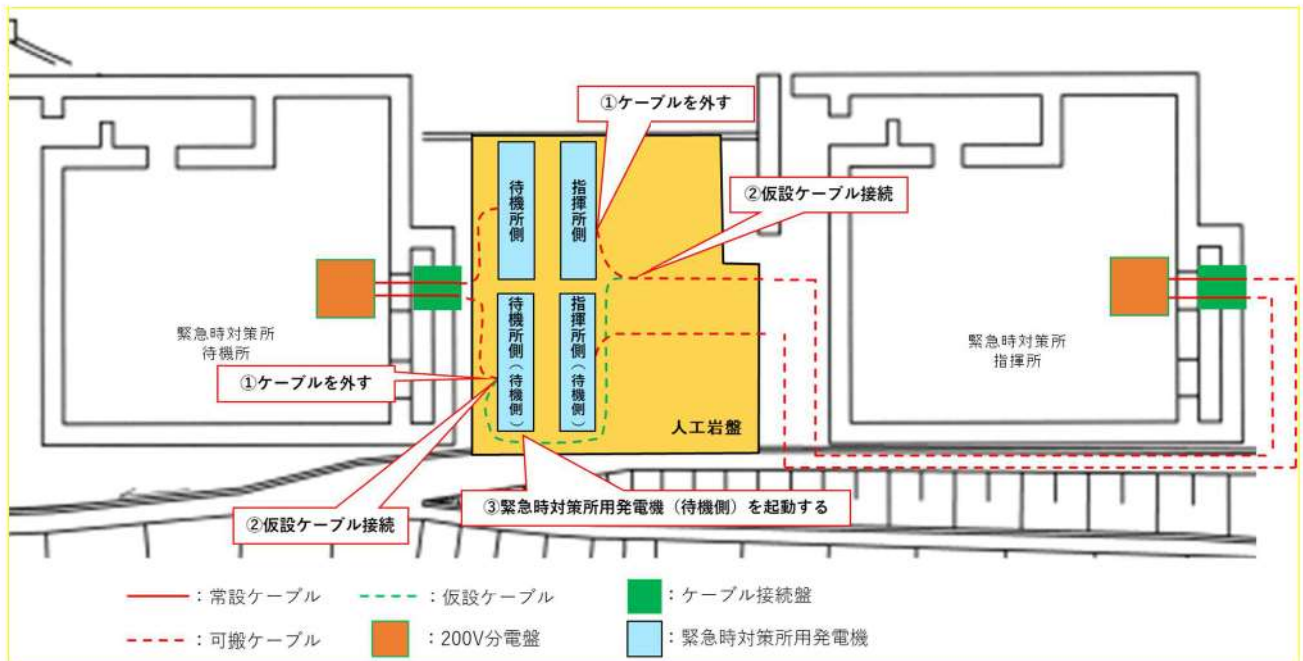 ①ケーブルを外す
②仮設ケーブル接続
待機所側
指揮所側
待機所側(待機側)
指揮所側(待機側)
緊急時対策所
待機所
緊急時対策所
指揮所
①ケーブルを外す
人工岩盤
②仮設ケーブル接続
③緊急時対策所用発電機（待機側）を起動する
：常設ケーブル
：仮設ケーブル
：ケーブル接続盤
：可搬ケーブル
：200V分電盤
：緊急時対策所用発電機